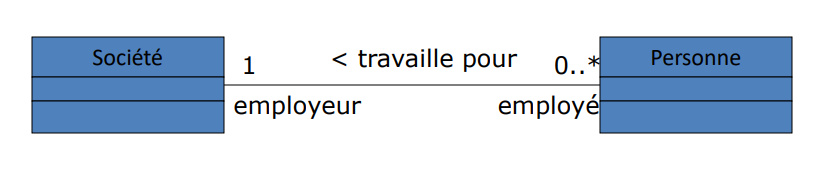 Société
1
< travaille pour
0..*
Personne
employeur
employé